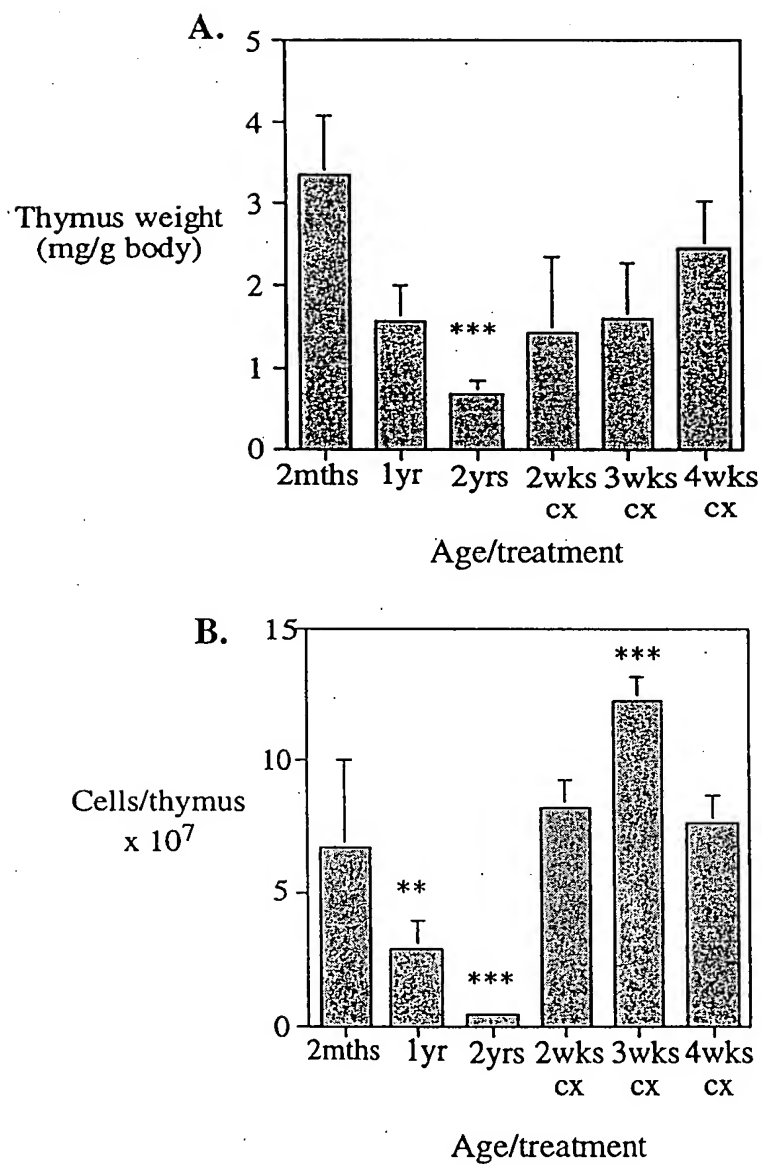 A.
5
4
3
2
1
0
Thymus weight
(mg/g body)
***
2mths 1yr 2yrs 2wks 3wks 4wks
cx cx cx
Age/treatment
B.
15
10
5
0
Cells/thymus
x 10⁷
**
***
***
2mths 1yr 2yrs 2wks 3wks 4wks
cx cx cx
Age/treatment